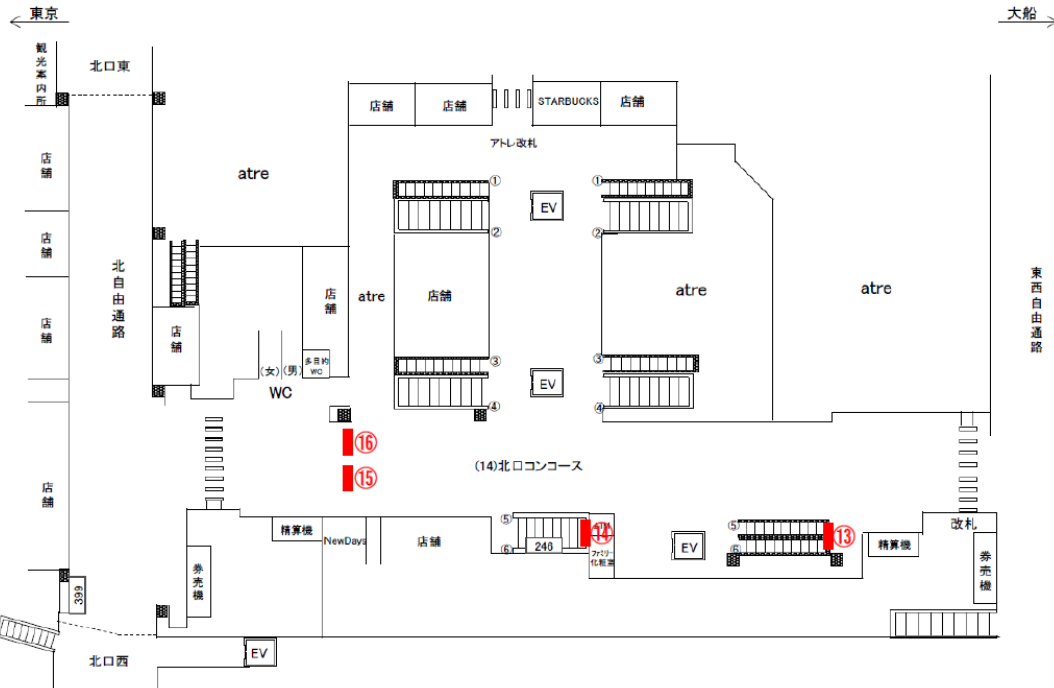 東京
大船
観光案内所
北口東
店舗
店舗
STARBUCKS
店舗
アトレ改札
店舗
atre
①
EV
①
②
②
店舗
北自由通路
店舗
atre
店舗
atre
atre
東西自由通路
店舗
店舗
③
③
(女)
(男)
多目的
WC
WC
EV
④
④
⑯
(14)北口コンコース
⑮
店舗
⑤
⑤
改札
精算機
NewDays
店舗
⑭
⑬
⑥
246
ファミリー
化粧室
EV
⑥
精算機
券売機
券売機
399
北口西
EV